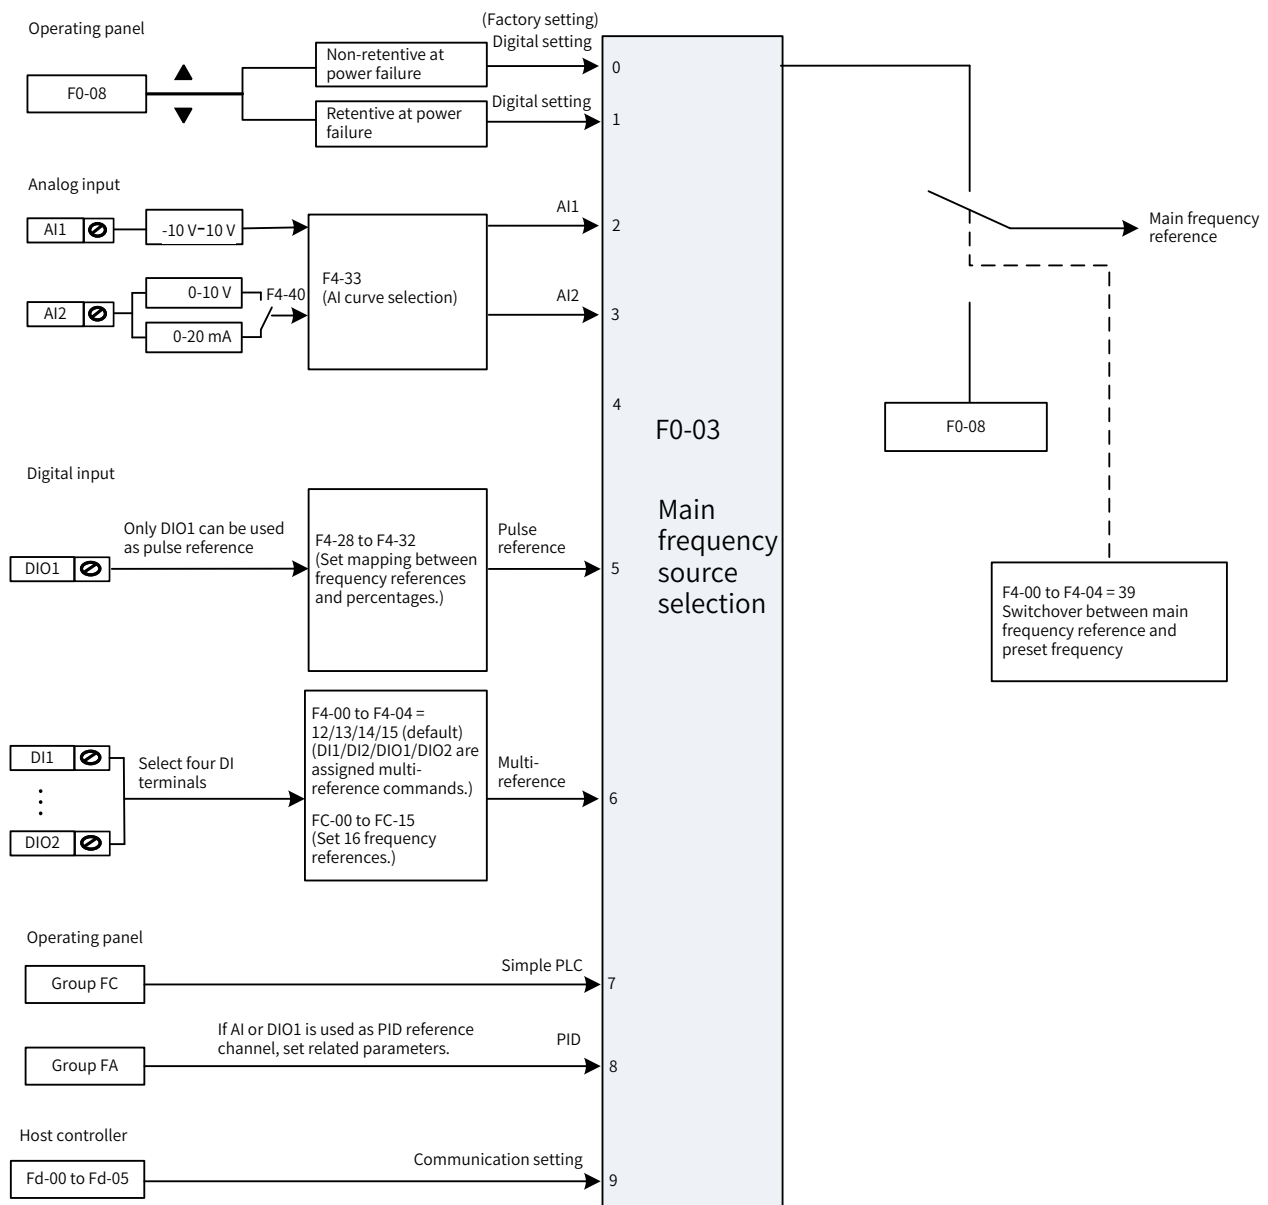 (Factory setting)
Operating panel
Digital setting
F0-08
Non-retentive at
power failure
0
Digital setting
Retentive at power
failure
1
Analog input
AI1
-10 V-10 V
AI1
2
Main frequency
reference
F4-33
(AI curve selection)
AI2
0-10 V
F4-40
0-20 mA
AI2
3
4
F0-03
F0-08
Main
frequency
source
selection
Digital input
Only DIO1 can be used
as pulse reference
DIO1
F4-28 to F4-32
(Set mapping between
frequency references
and percentages.)
Pulse
reference
5
F4-00 to F4-04 = 39
Switchover between main
frequency reference and
preset frequency
DI1
DIO2
Select four DI
terminals
F4-00 to F4-04 =
12/13/14/15 (default)
(DI1/DI2/DIO1/DIO2 are
assigned multi-
reference commands.)
FC-00 to FC-15
(Set 16 frequency
references.)
Multi-
reference
6
Operating panel
Group FC
Simple PLC
7
If AI or DIO1 is used as PID reference
channel, set related parameters.
Group FA
PID
8
Host controller
Fd-00 to Fd-05
Communication setting
9